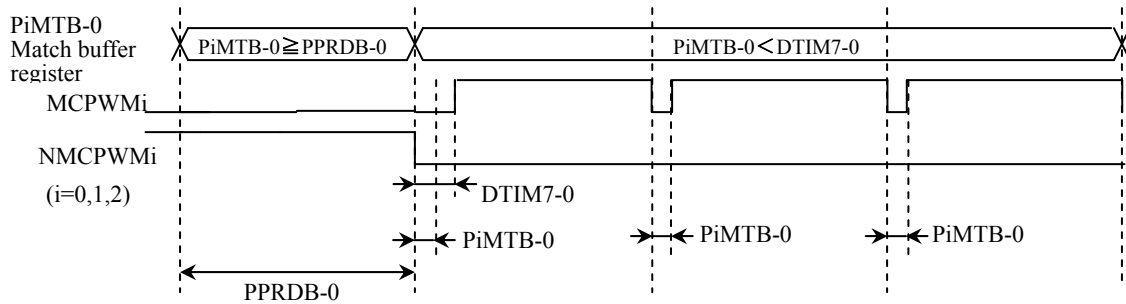 PiMTB-0
Match buffer
register
PiMTB-0≧PPRDB-0
PiMTB-0＜DTIM7-0
MCPWMi
NMCPWMi
(i=0,1,2)
DTIM7-0
PiMTB-0
PiMTB-0
PiMTB-0
PPRDB-0